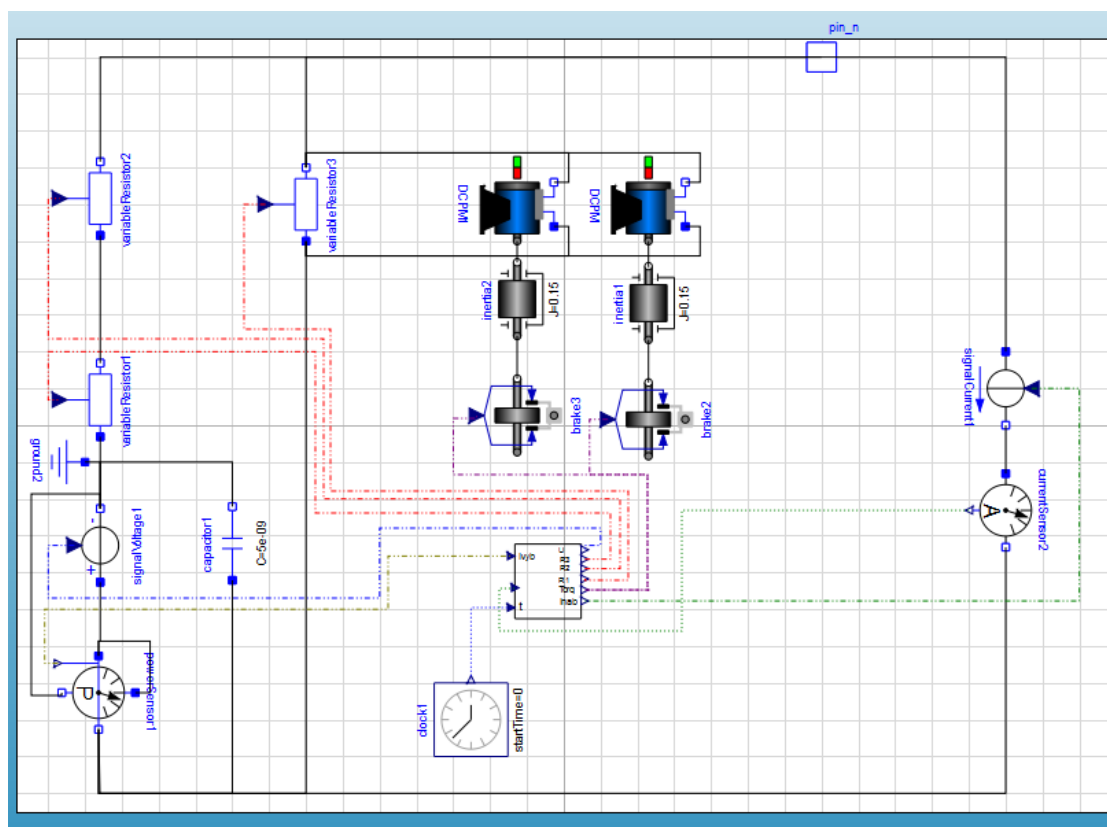 pin_n
variableResistor2
variableResistor3
DCPM1
DCPM
inertia2
J=0.15
inertia1
J=0.15
signalCurrent1
variableResistor1
brake3
brake2
ground2
currentSensor2
A
-
signalVoltage1
+
capacitor1
C=5e-09
Torq
t
powerSensor1
P
clock1
startTime=0